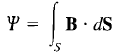 Ψ = ∫_S B · dS